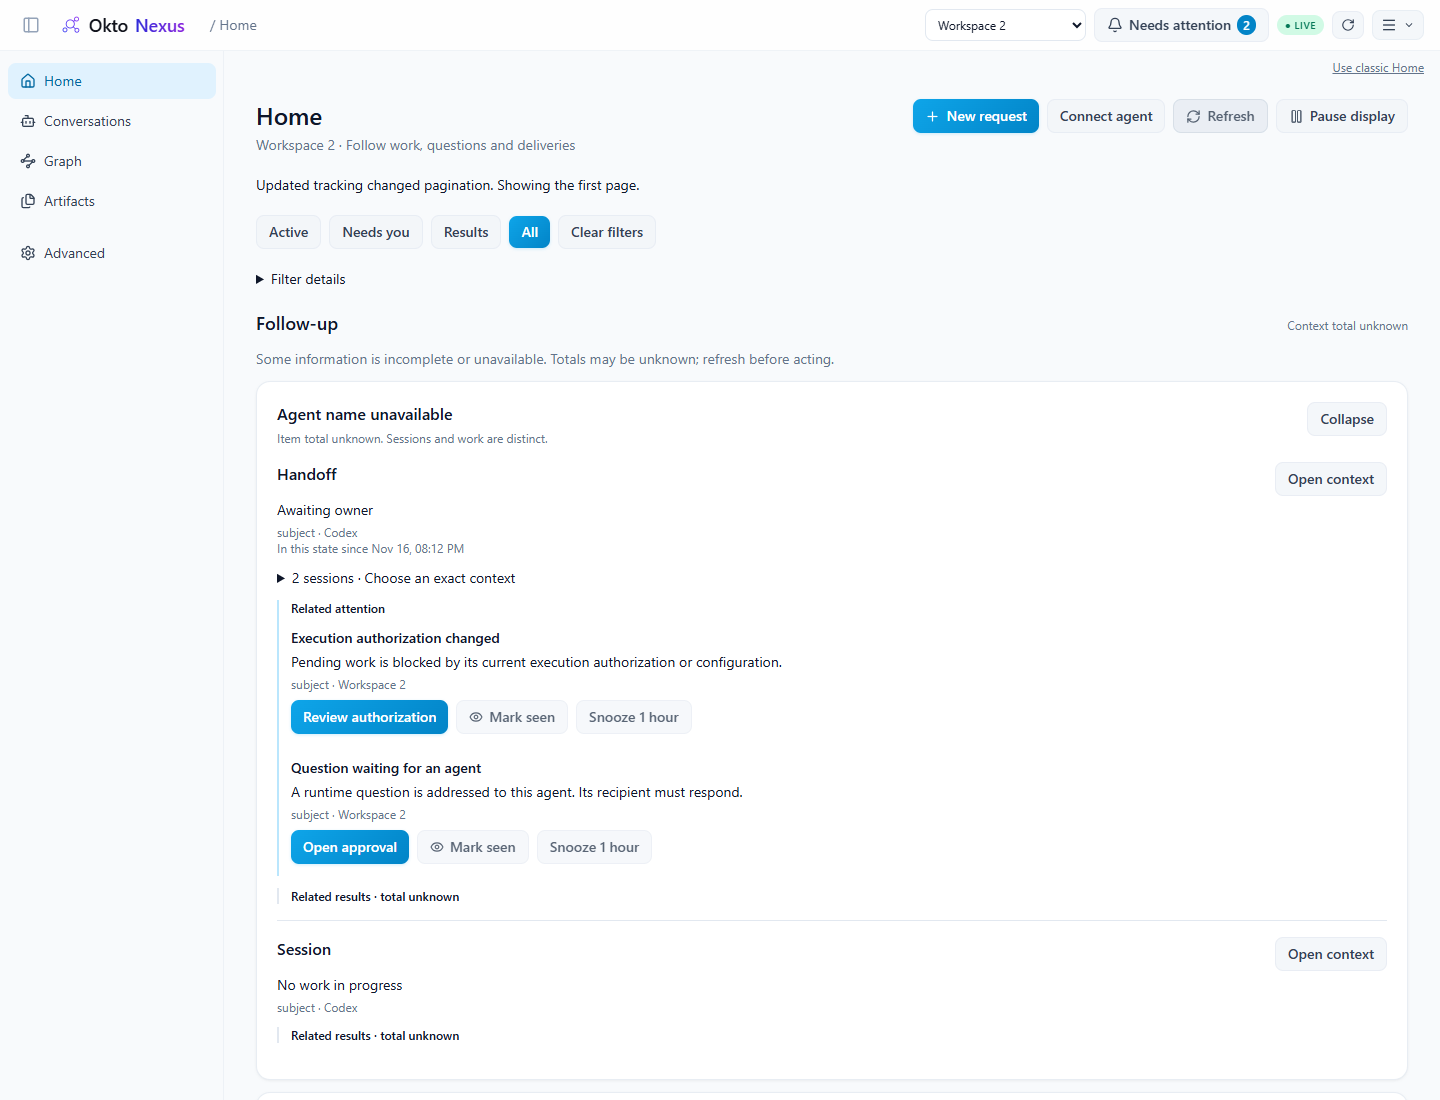 Okto Nexus
/ Home
Workspace 2
Needs attention 2
LIVE
Home
Conversations
Graph
Artifacts
Advanced
Use classic Home
Home
New request
Connect agent
Refresh
Pause display
Workspace 2 · Follow work, questions and deliveries
Updated tracking changed pagination. Showing the first page.
Active
Needs you
Results
All
Clear filters
Filter details
Follow-up
Context total unknown
Some information is incomplete or unavailable. Totals may be unknown; refresh before acting.
Agent name unavailable
Collapse
Item total unknown. Sessions and work are distinct.
Handoff
Open context
Awaiting owner
subject · Codex
In this state since Nov 16, 08:12 PM
2 sessions · Choose an exact context
Related attention
Execution authorization changed
Pending work is blocked by its current execution authorization or configuration.
subject · Workspace 2
Review authorization
Mark seen
Snooze 1 hour
Question waiting for an agent
A runtime question is addressed to this agent. Its recipient must respond.
subject · Workspace 2
Open approval
Mark seen
Snooze 1 hour
Related results · total unknown
Session
Open context
No work in progress
subject · Codex
Related results · total unknown